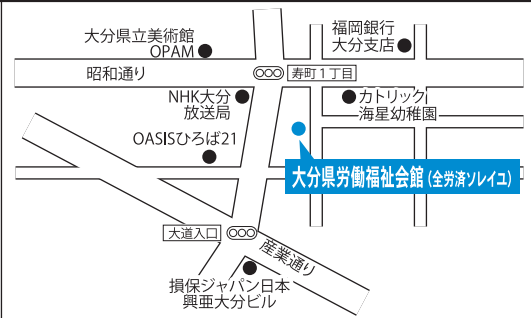 大分県立美術館
OPAM
福岡銀行
大分支店
昭和通り
寿町1丁目
NHK大分
放送局
カトリック
海星幼稚園
OASISひろば21
大分県労働福祉会館(全労済ソレイユ)
大道入口
産業通り
損保ジャパン日本
興亜大分ビル